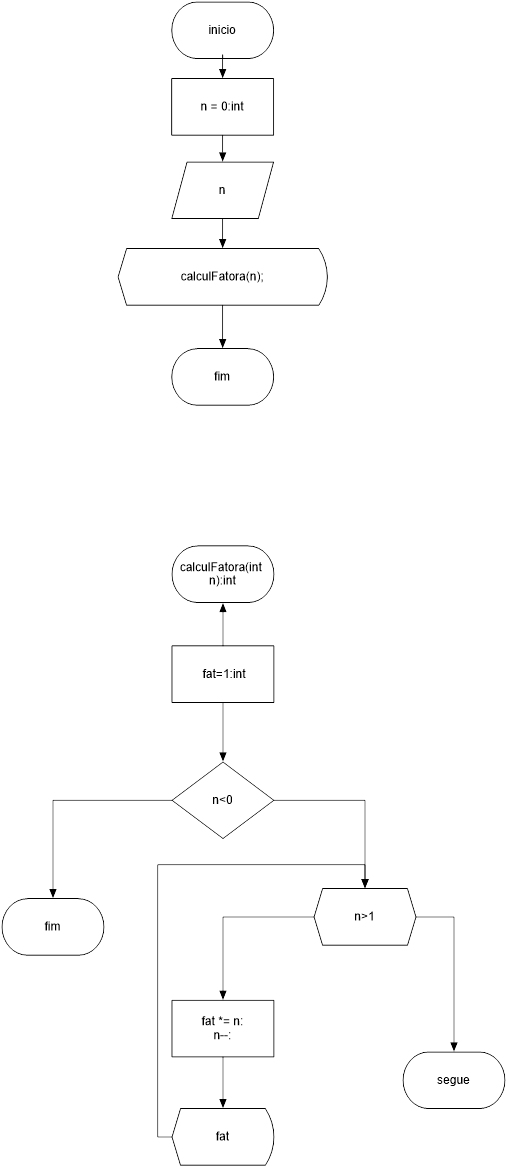 inicio
n = 0:int
n
calculFatora(n);
fim
calculFatora(int
n):int
fat=1:int
n<0
n>1
fim
fat *= n:
n--:
segue
fat